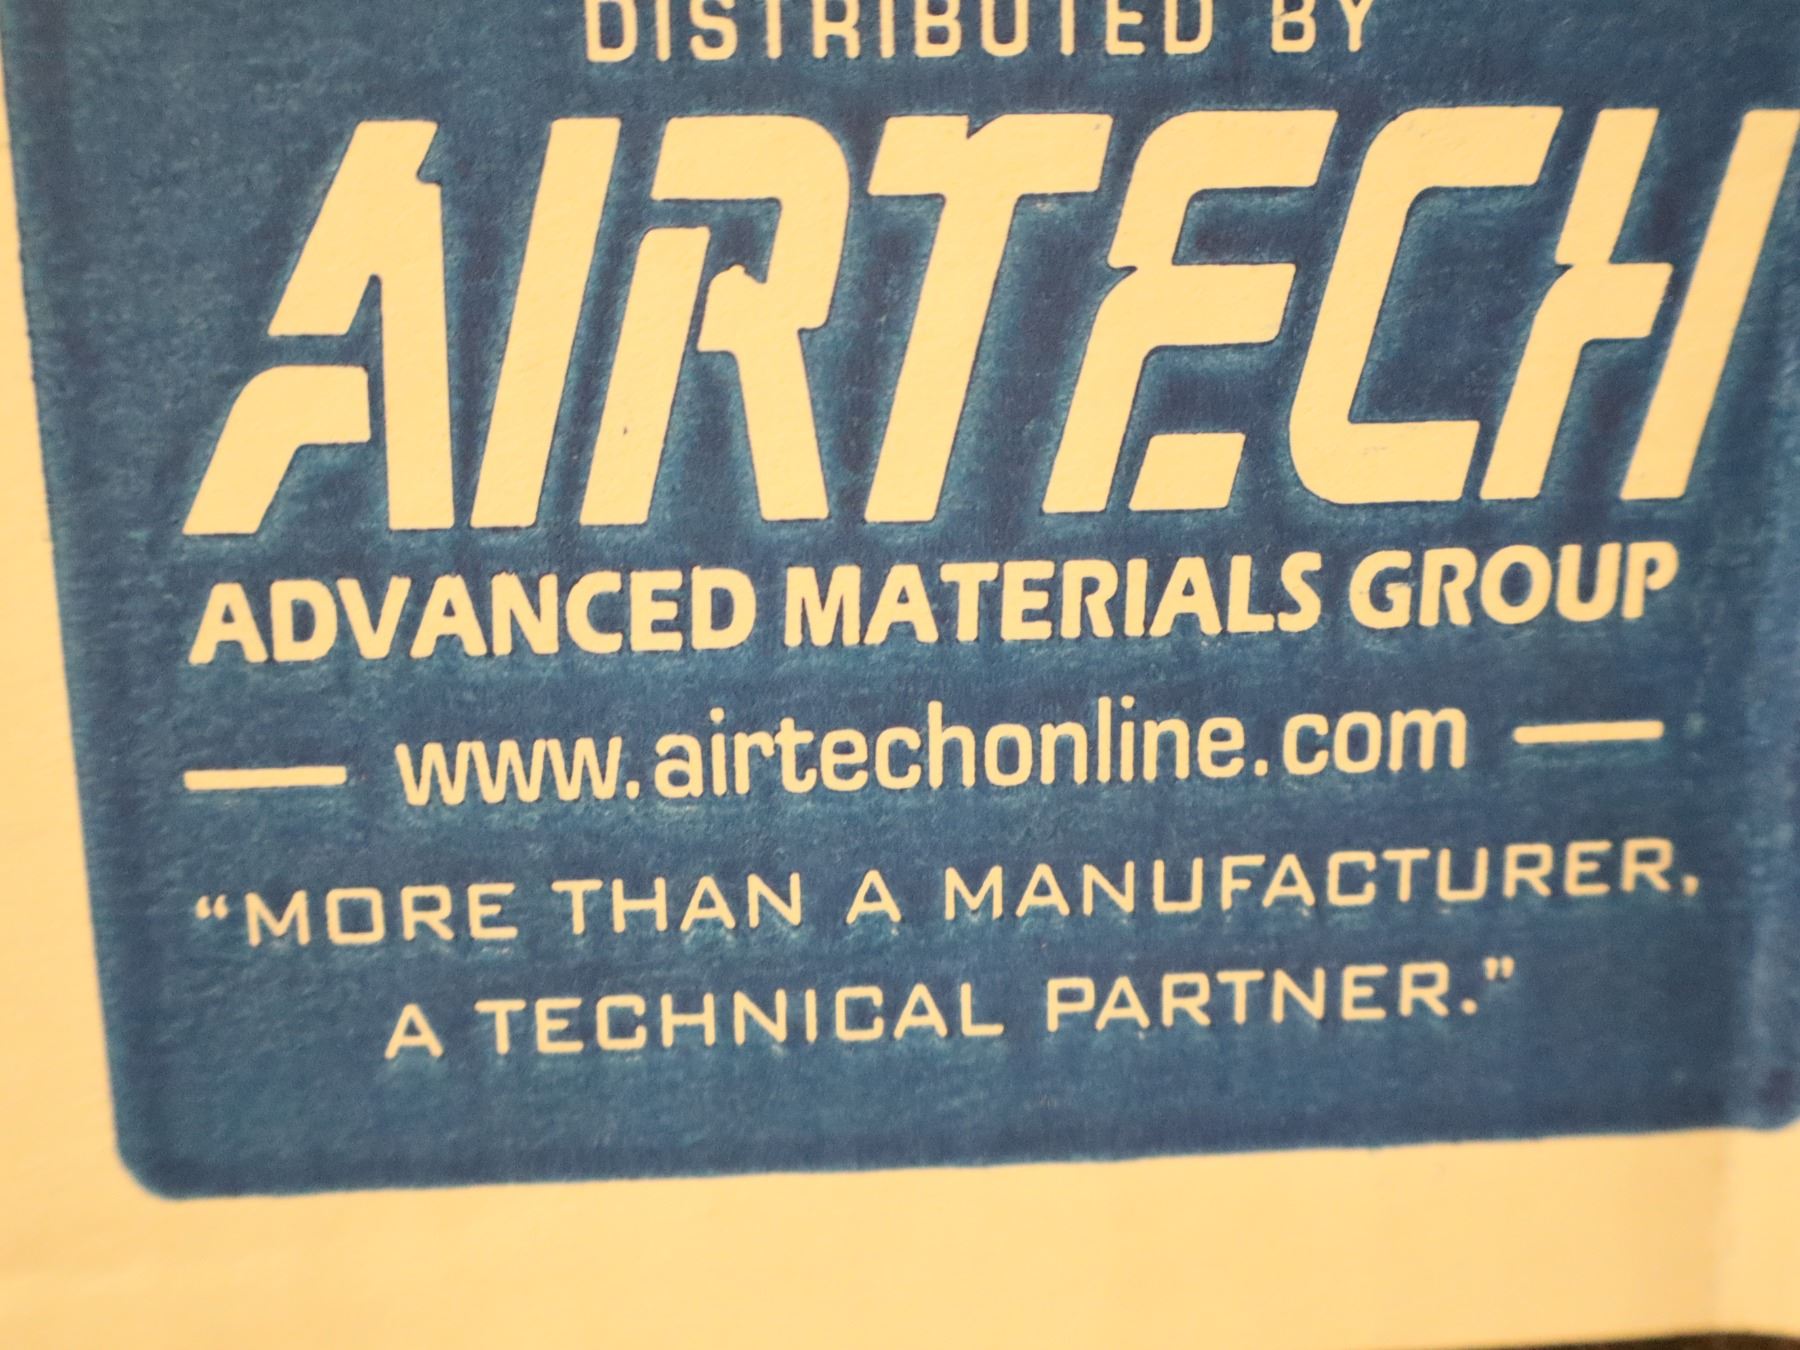 DISTRIBUTED BY
AIRTECH
ADVANCED MATERIALS GROUP
www.airtechonline.com
“MORE THAN A MANUFACTURER,
A TECHNICAL PARTNER.”